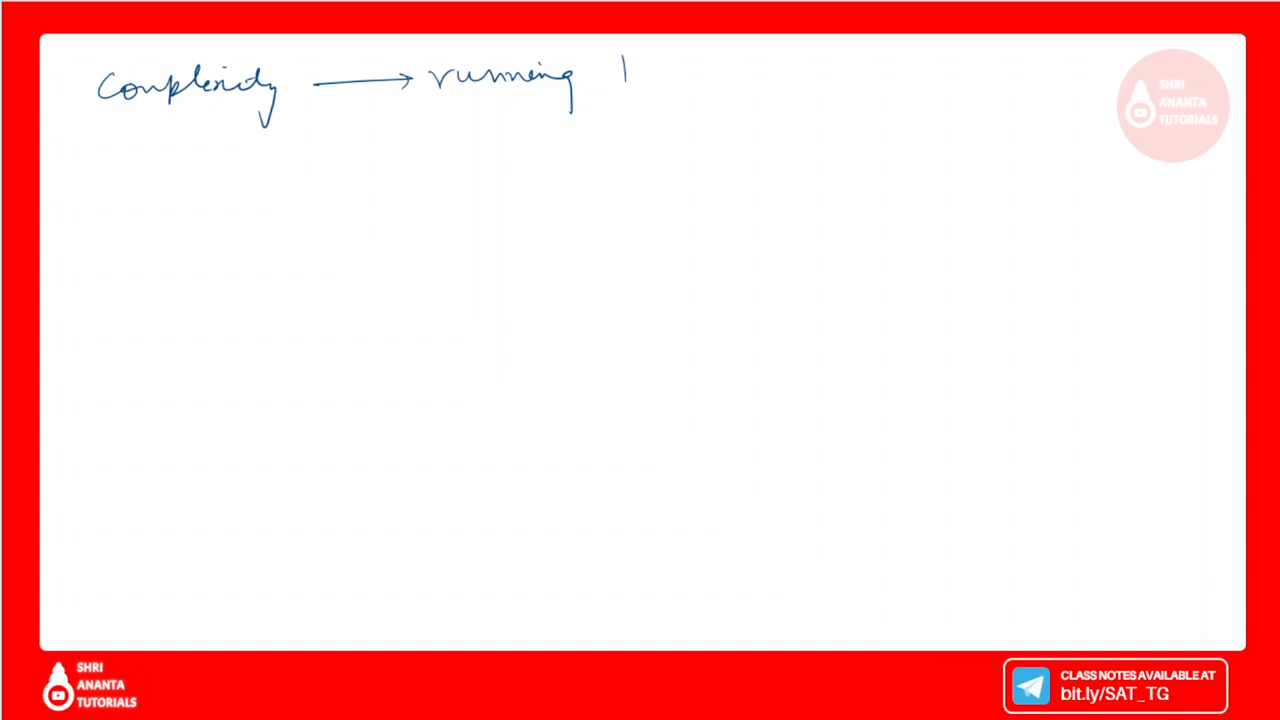 Complexity → running
SHRI
ANANTA
TUTORIALS
SHRI
ANANTA
TUTORIALS
CLASS NOTES AVAILABLE AT
bit.ly/SAT_TG